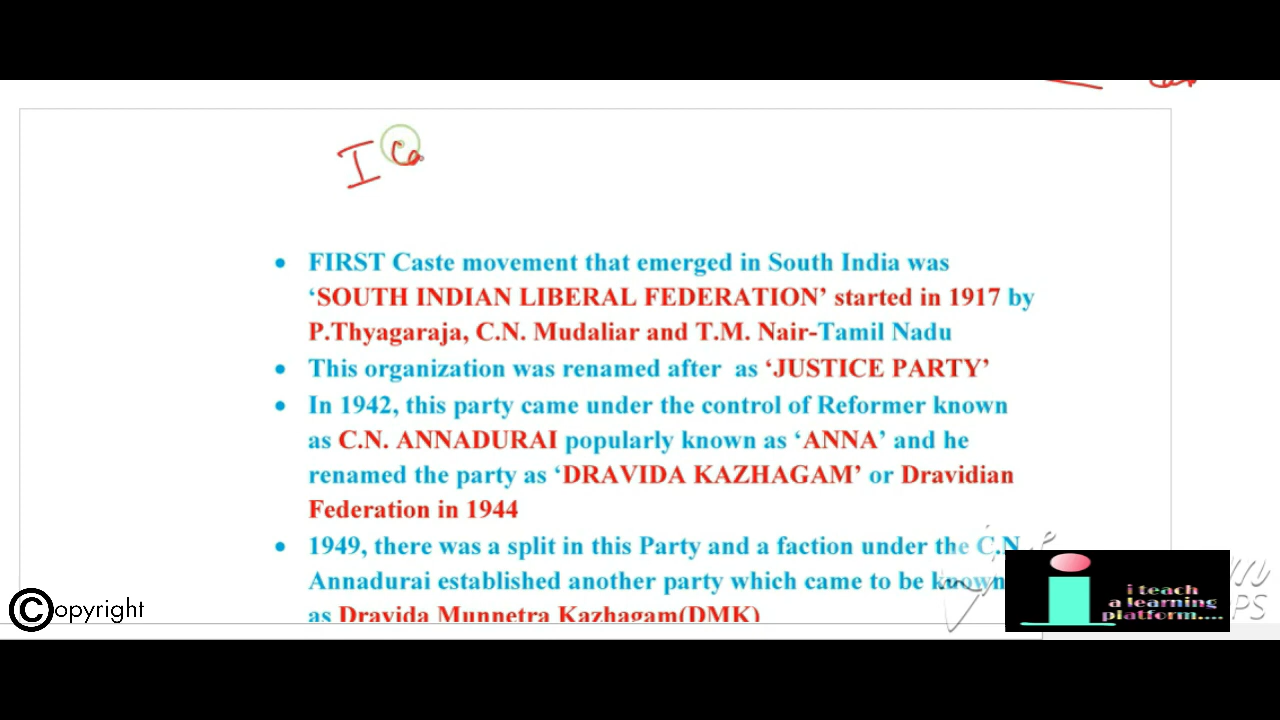 I Ca
• FIRST Caste movement that emerged in South India was
‘SOUTH INDIAN LIBERAL FEDERATION’ started in 1917 by
P.Thyagaraja, C.N. Mudaliar and T.M. Nair-Tamil Nadu
• This organization was renamed after as ‘JUSTICE PARTY’
• In 1942, this party came under the control of Reformer known
as C.N. ANNADURAI popularly known as ‘ANNA’ and he
renamed the party as ‘DRAVIDA KAZHAGAM’ or Dravidian
Federation in 1944
• 1949, there was a split in this Party and a faction under the C.N
Annadurai established another party which came to be known
as Dravida Munnetra Kazhagam(DMK)
©opyright
i teach
a learning
platform....
PS